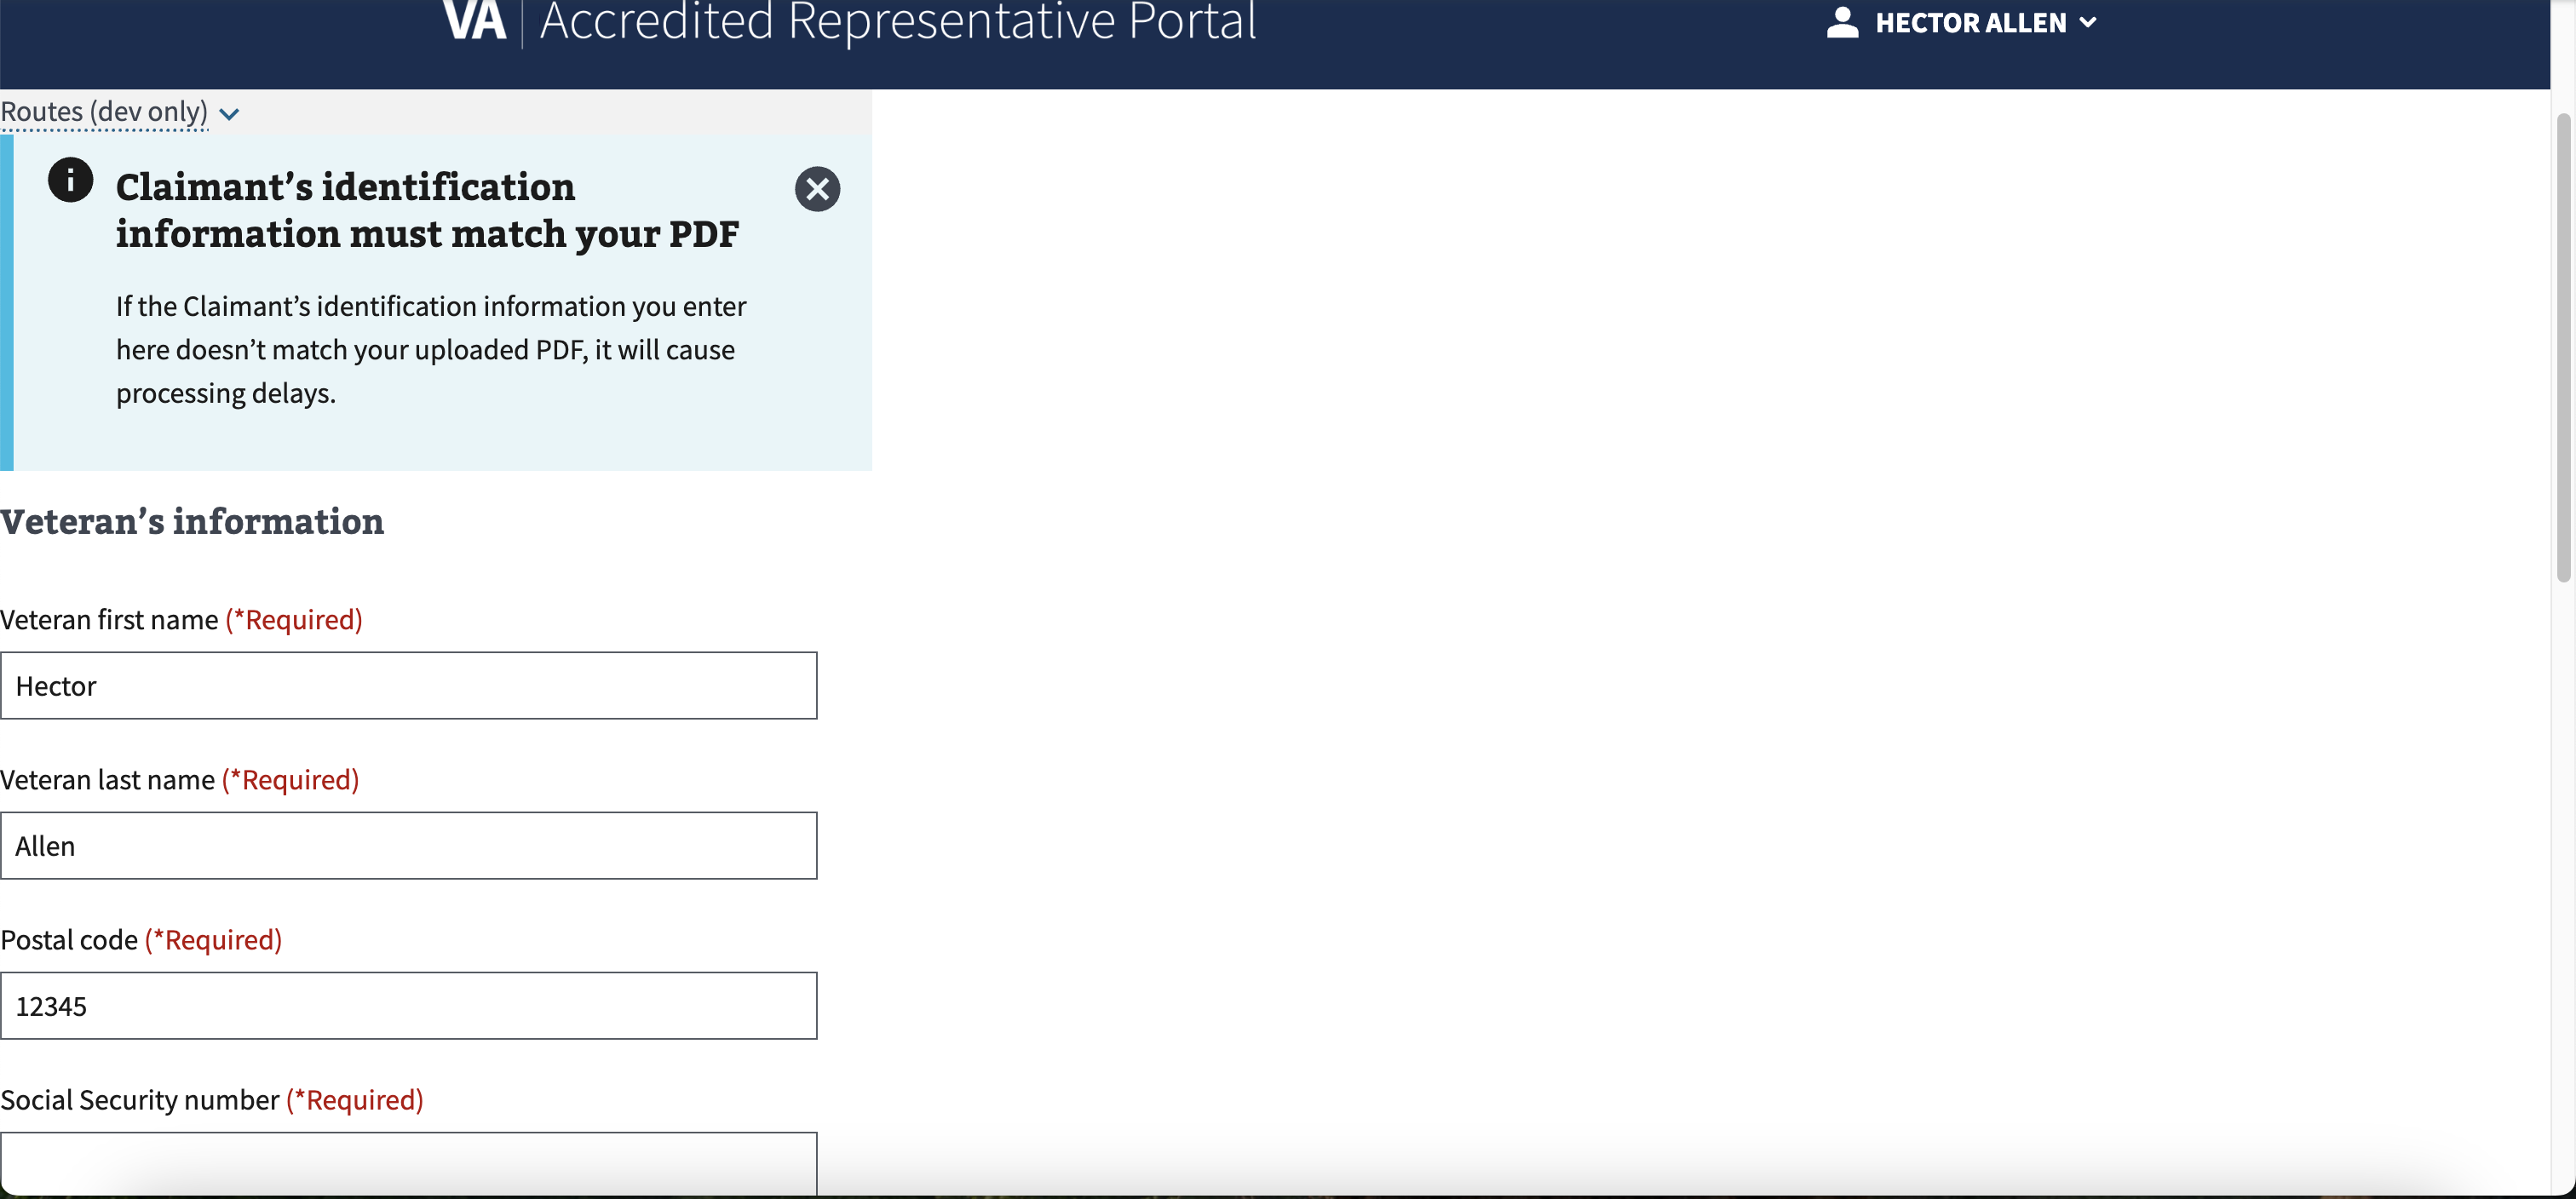 VA Accredited Representative Portal HECTOR ALLEN
Routes (dev only)
i Claimant’s identification
information must match your PDF
If the Claimant’s identification information you enter
here doesn’t match your uploaded PDF, it will cause
processing delays.
Veteran’s information
Veteran first name (*Required)
Hector
Veteran last name (*Required)
Allen
Postal code (*Required)
12345
Social Security number (*Required)